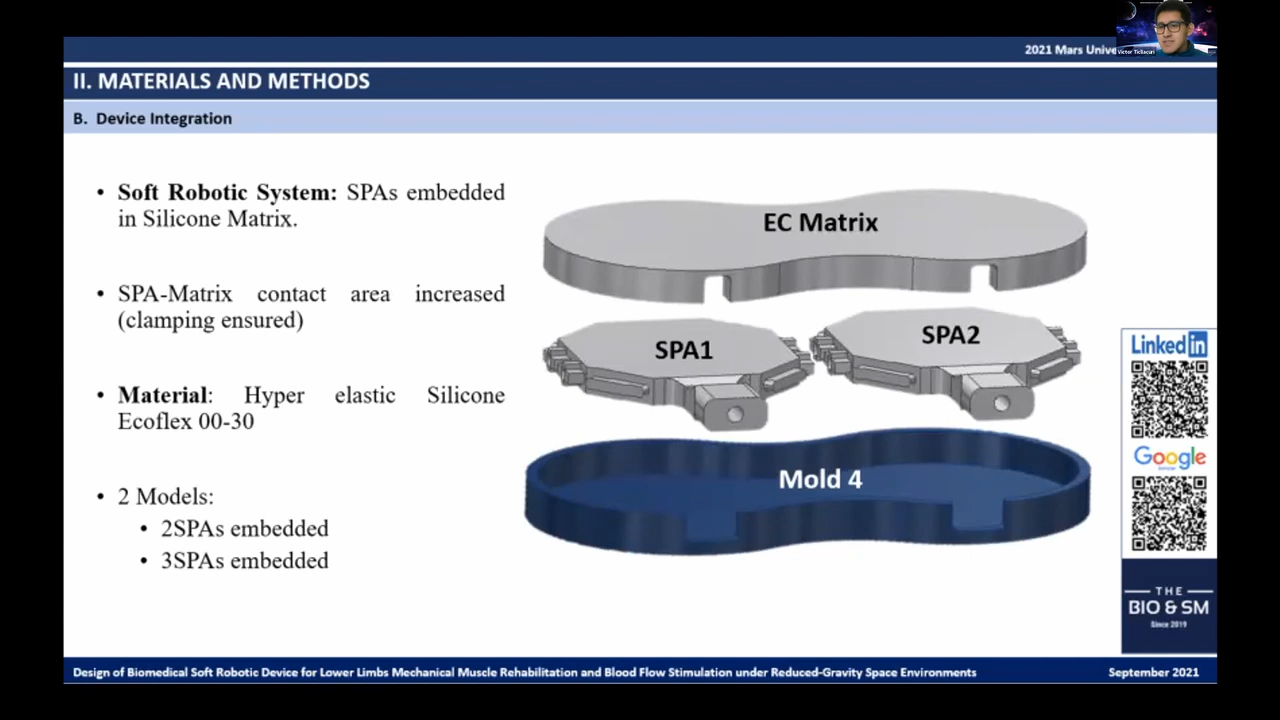 2021 Mars Unive
Victor Ticllacuri
II. MATERIALS AND METHODS
B. Device Integration
• Soft Robotic System: SPAs embedded
in Silicone Matrix.
• SPA-Matrix contact area increased
(clamping ensured)
• Material: Hyper elastic Silicone
Ecoflex 00-30
• 2 Models:
• 2SPAs embedded
• 3SPAs embedded
EC Matrix
SPA1
SPA2
Mold 4
Linked in
Google
THE
BIO & SM
Since 2019
Design of Biomedical Soft Robotic Device for Lower Limbs Mechanical Muscle Rehabilitation and Blood Flow Stimulation under Reduced-Gravity Space Environments
September 2021